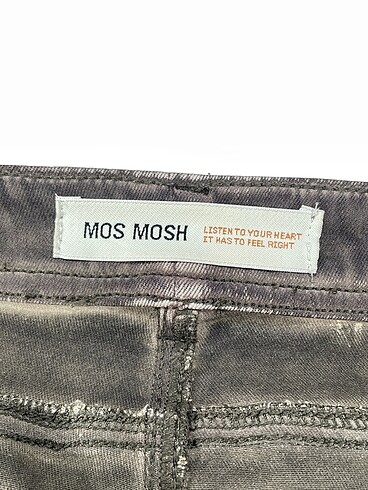 MOS MOSH
LISTEN TO YOUR HEART
IT HAS TO FEEL RIGHT